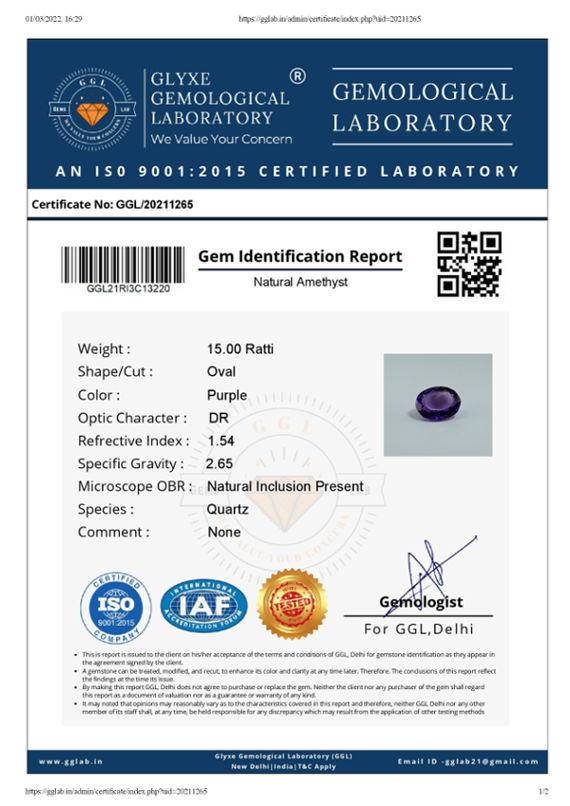 01/03/2022, 16:29 https://gglab.in/admin/certificate/index.php?uid=20211265
GGL
GEMS LAB
WE VALUE YOUR CONCERN
GLYXE ®
GEMOLOGICAL
LABORATORY
We Value Your Concern
GEMOLOGICAL
LABORATORY
AN IS0 9001:2015 CERTIFIED LABORATORY
Certificate No: GGL/20211265
GGL21RI3C13220
Gem Identification Report
Natural Amethyst
Weight : 15.00 Ratti
Shape/Cut : Oval
Color : Purple
Optic Character : DR
Refractive Index : 1.54
Specific Gravity : 2.65
Microscope OBR : Natural Inclusion Present
Species : Quartz
Comment : None
GGL
GEMS LAB
WE VALUE YOUR CONCERN
CERTIFIED
ISO
9001:2015
COMPANY
INTERNATIONAL
IAF
ACCREDITATION FORUM
TESTED
Gemologist
For GGL,Delhi
• This is report is issued to the client on his/her acceptance of the terms and conditions of GGL, Delhi for gemstone identification as they appear in
the agreement signed by the client.
• A gemstone can be treated, modified, and recut, to enhance its color and clarity at any time later. Therefore. The conclusions of this report reflect
the findings at the time its issue.
• By making this report GGL, Delhi does not agree to purchase or replace the gem. Neither the client nor any purchaser of the gem shall regard
this report as a document of valuation nor as a guarantee or warranty of any kind.
• It may noted that opinions may reasonably vary as to the characteristics covered in this report and therefore, neither GGL Delhi nor any other
member of its staff shall, at any time, be held responsible for any discrepancy which may result from the application of other testing methods
www.gglab.in
Glyxe Gemological Laboratory (GGL)
New Delhi|India|T&C Apply
Email ID -gglab21@gmail.com
https://gglab.in/admin/certificate/index.php?uid=20211265 1/2